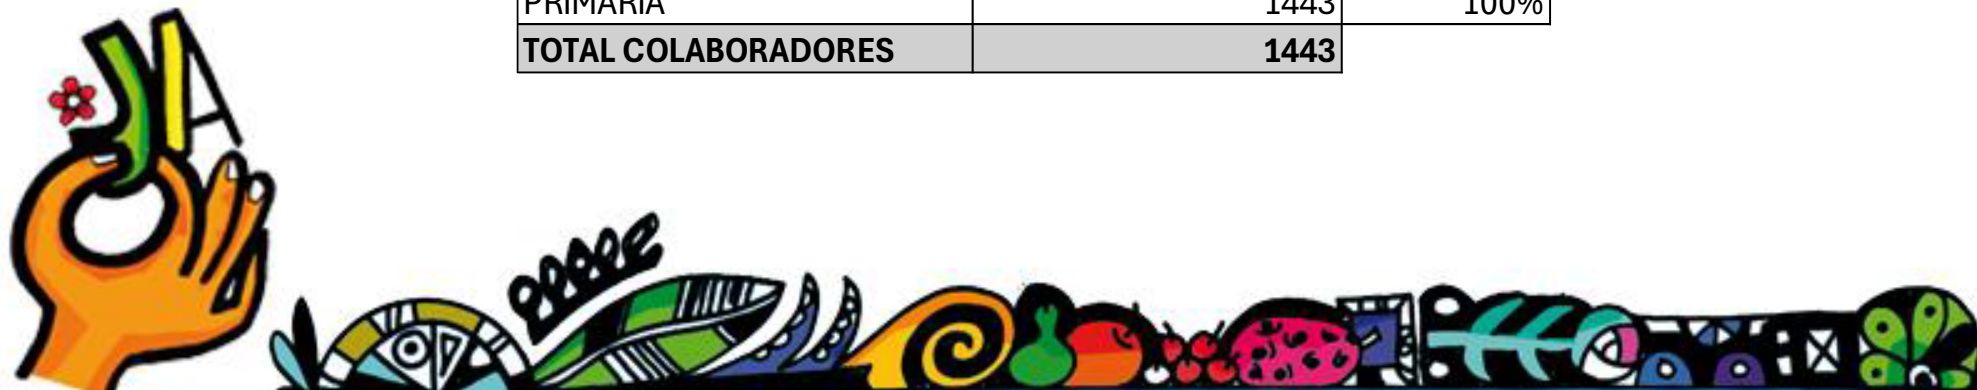 PRIMARIA 1443 100%
TOTAL COLABORADORES 1443